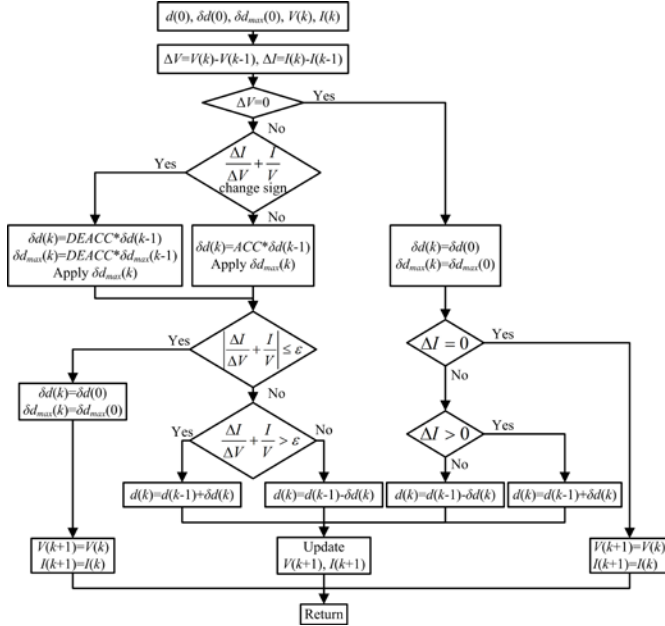 d(0), δd(0), δd_max(0), V(k), I(k)
ΔV=V(k)-V(k-1), ΔI=I(k)-I(k-1)
ΔV=0
Yes
No
ΔI/ΔV + I/V
change sign
Yes
No
δd(k)=DEACC*δd(k-1)
δd_max(k)=DEACC*δd_max(k-1)
Apply δd_max(k)
δd(k)=ACC*δd(k-1)
Apply δd_max(k)
δd(k)=δd(0)
δd_max(k)=δd_max(0)
|ΔI/ΔV + I/V| ≤ ε
Yes
No
ΔI = 0
Yes
No
δd(k)=δd(0)
δd_max(k)=δd_max(0)
ΔI/ΔV + I/V > ε
Yes
No
ΔI > 0
Yes
No
d(k)=d(k-1)+δd(k)
d(k)=d(k-1)-δd(k)
d(k)=d(k-1)-δd(k)
d(k)=d(k-1)+δd(k)
V(k+1)=V(k)
I(k+1)=I(k)
Update
V(k+1), I(k+1)
V(k+1)=V(k)
I(k+1)=I(k)
Return